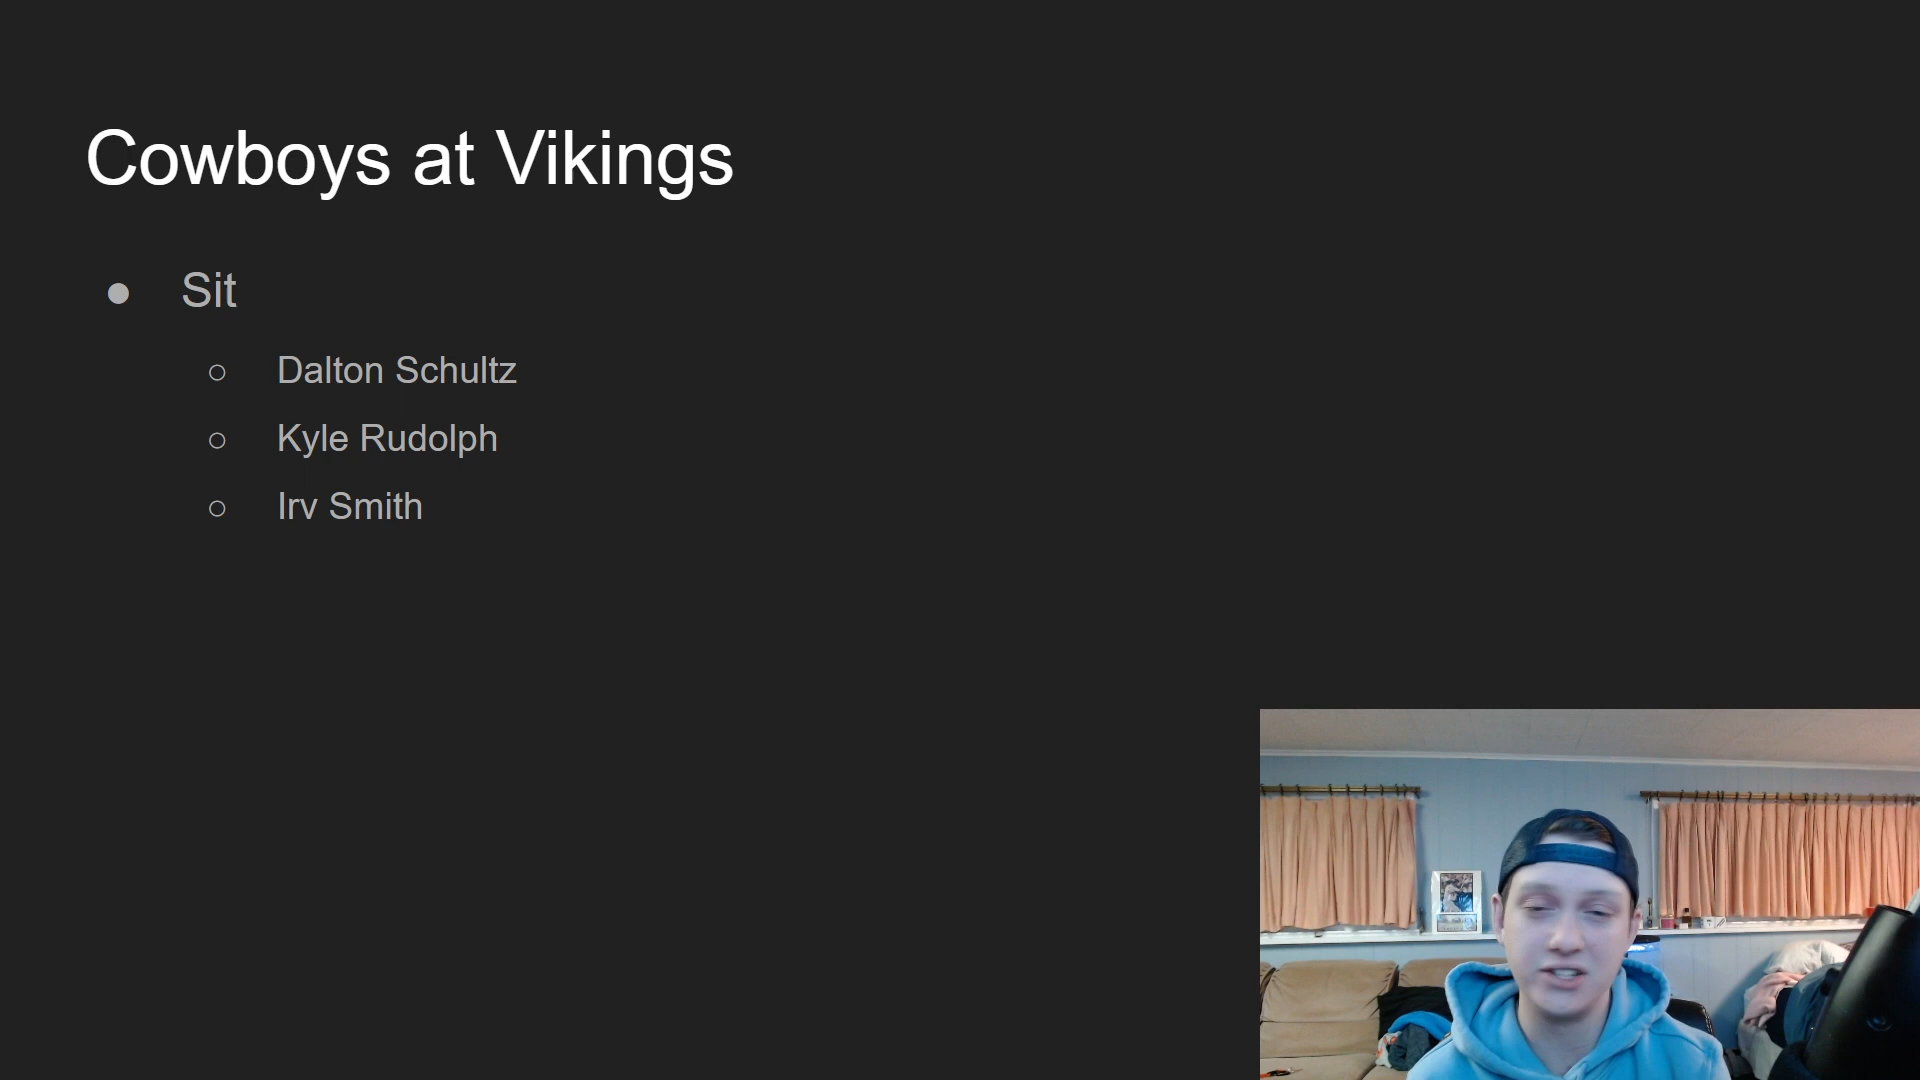 Cowboys at Vikings
● Sit
○ Dalton Schultz
○ Kyle Rudolph
○ Irv Smith